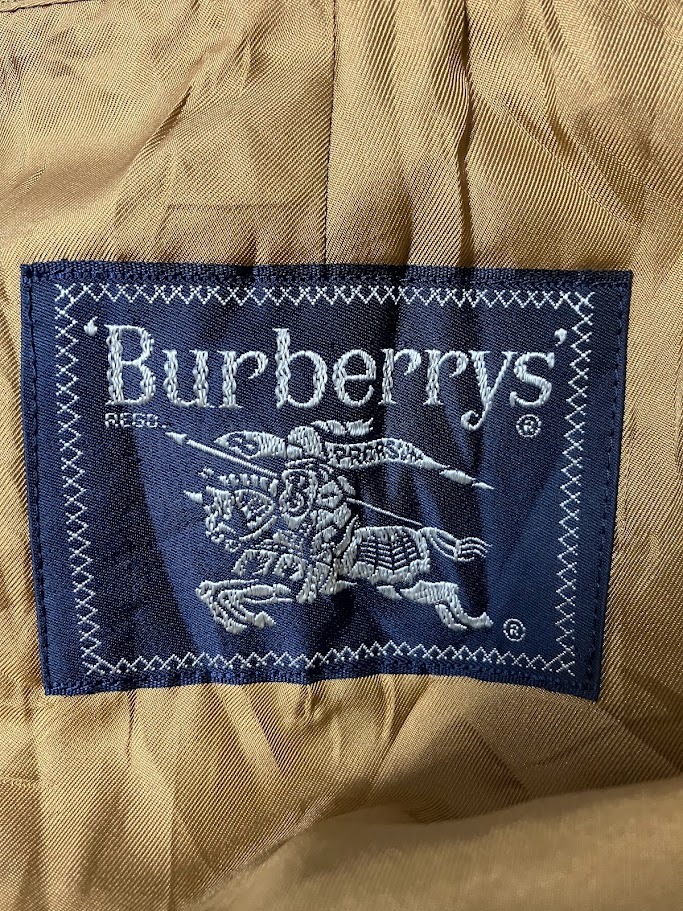 ‘Burberrys’
REGD. ®
PRORSUM
®